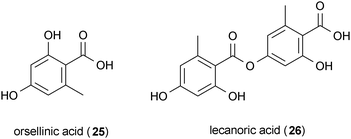 OH O
OH
HO
orsellinic acid (25)
O
OH
O
O
OH
HO
OH
lecanoric acid (26)